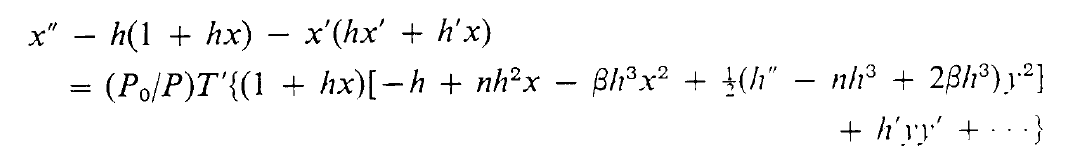 x″ − h(1 + hx) − x′(hx′ + h′x)
= (P₀/P)T′{(1 + hx)[−h + nh²x − βh³x² + ½(h″ − nh³ + 2βh³)y²]
+ h′yy′ + ···}